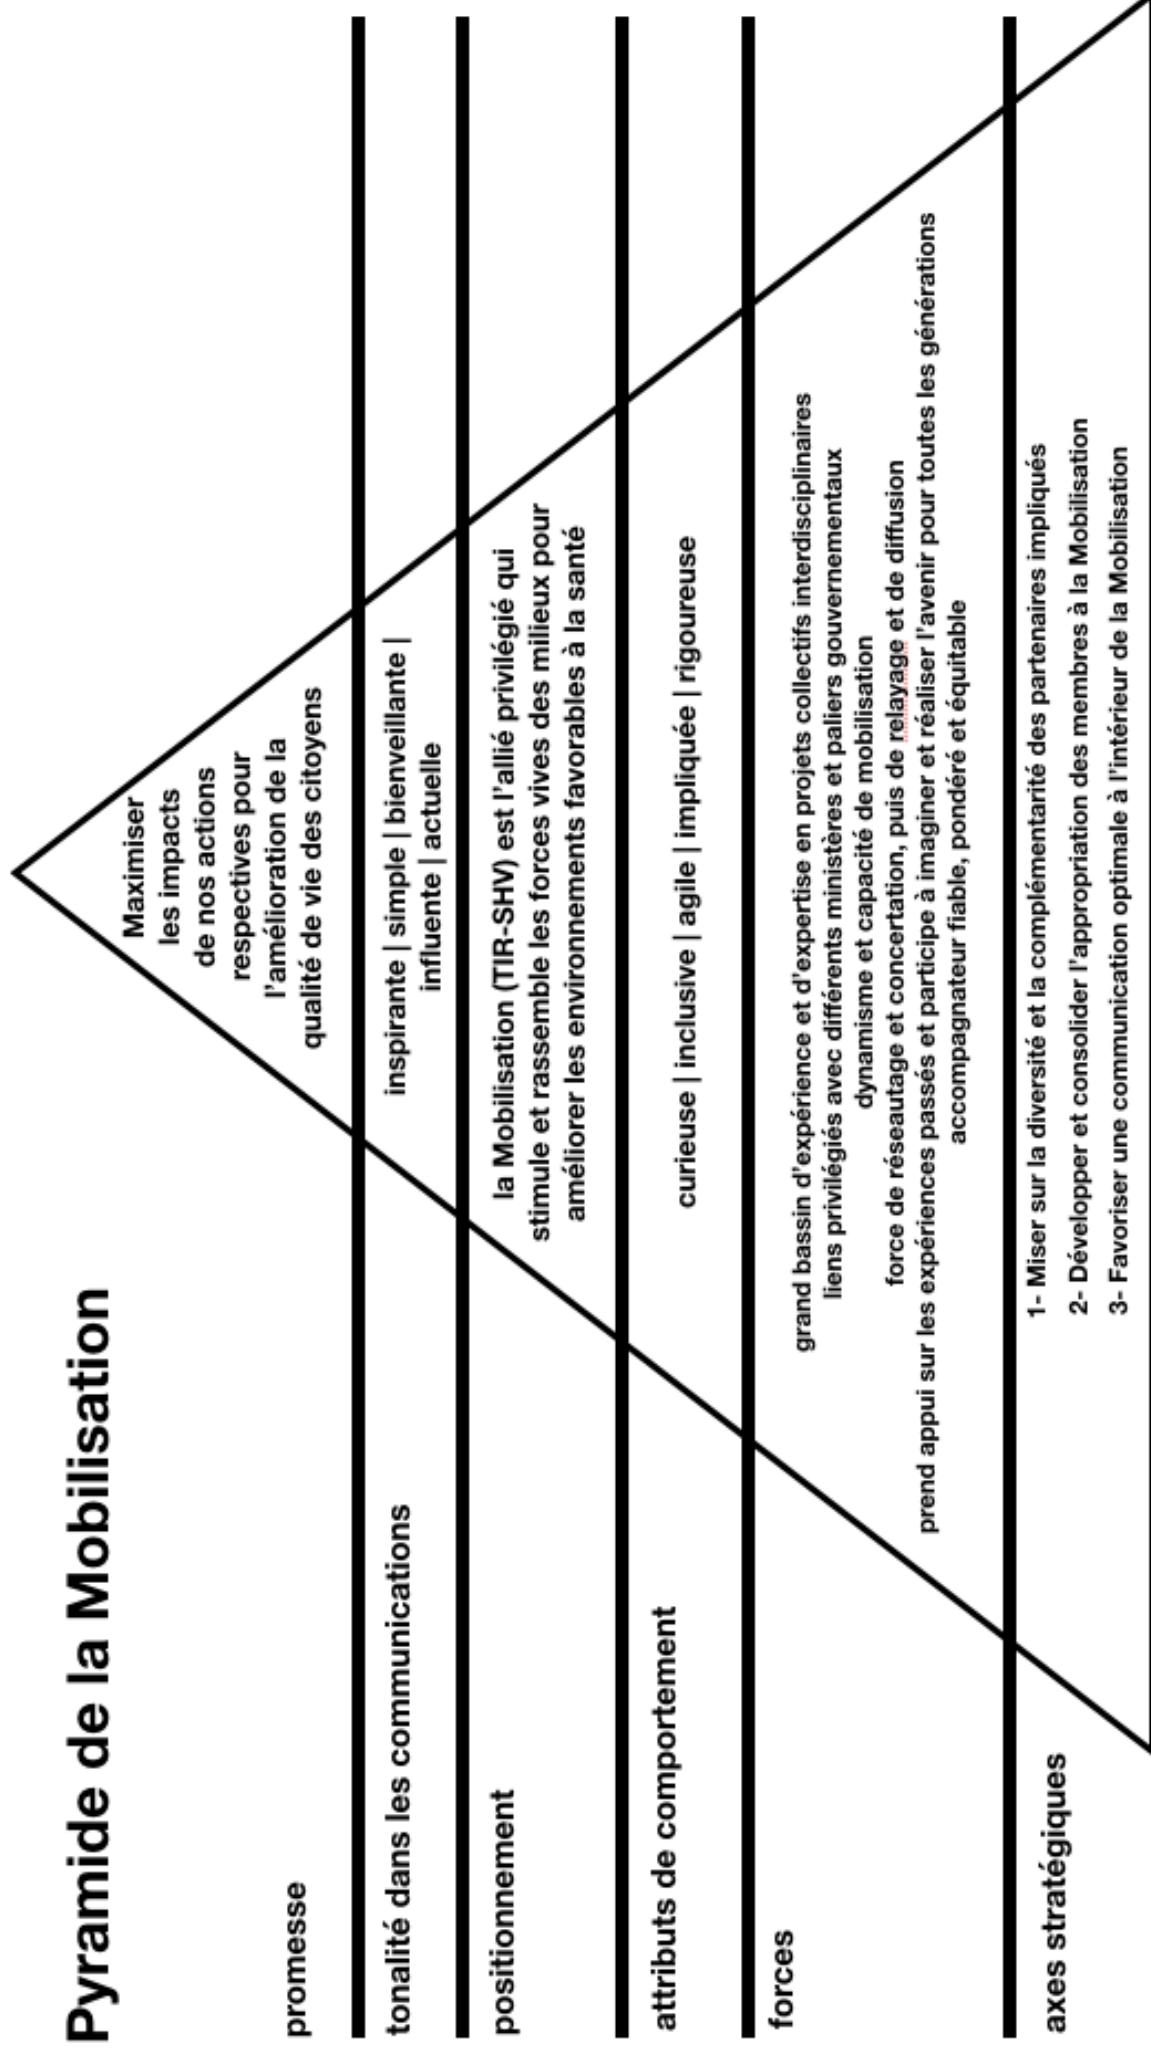 Pyramide de la Mobilisation
promesse
Maximiser
les impacts
de nos actions
respectives pour
l'amélioration de la
qualité de vie des citoyens
tonalité dans les communications
inspirante | simple | bienveillante |
influente | actuelle
positionnement
la Mobilisation (TIR-SHV) est l'allié privilégié qui
stimule et rassemble les forces vives des milieux pour
améliorer les environnements favorables à la santé
attributs de comportement
curieuse | inclusive | agile | impliquée | rigoureuse
forces
grand bassin d'expérience et d'expertise en projets collectifs interdisciplinaires
liens privilégiés avec différents ministères et paliers gouvernementaux
dynamisme et capacité de mobilisation
force de réseautage et concertation, puis de relayage et de diffusion
prend appui sur les expériences passés et participe à imaginer et réaliser l'avenir pour toutes les générations
accompagnateur fiable, pondéré et équitable
axes stratégiques
1- Miser sur la diversité et la complémentarité des partenaires impliqués
2- Développer et consolider l'appropriation des membres à la Mobilisation
3- Favoriser une communication optimale à l'intérieur de la Mobilisation